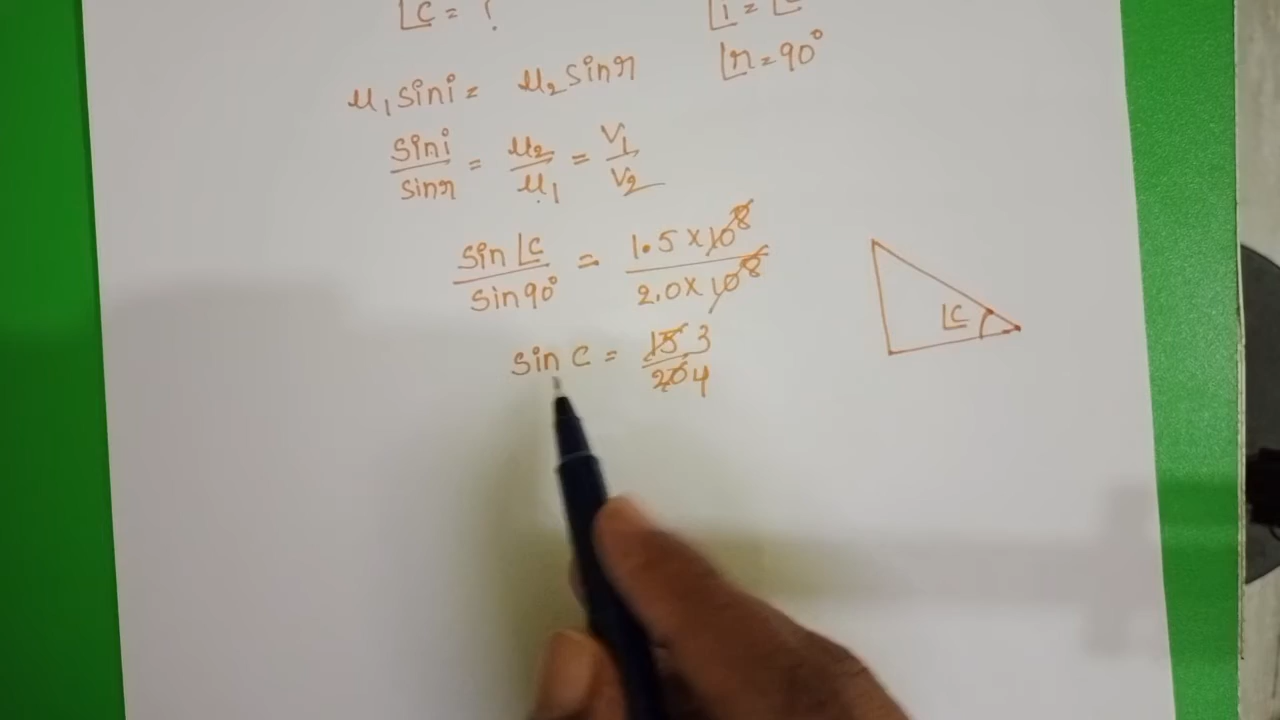 ∠C = ?
∠i = ∠C
∠r = 90°
μ₁ sin i = μ₂ sin r
sin i / sin r = μ₂ / μ₁ = V₁ / V₂
sin ∠C / sin 90° = 1.5 × 10⁸ / 2.0 × 10⁸
∠C
sin C = 15 3 / 20 4